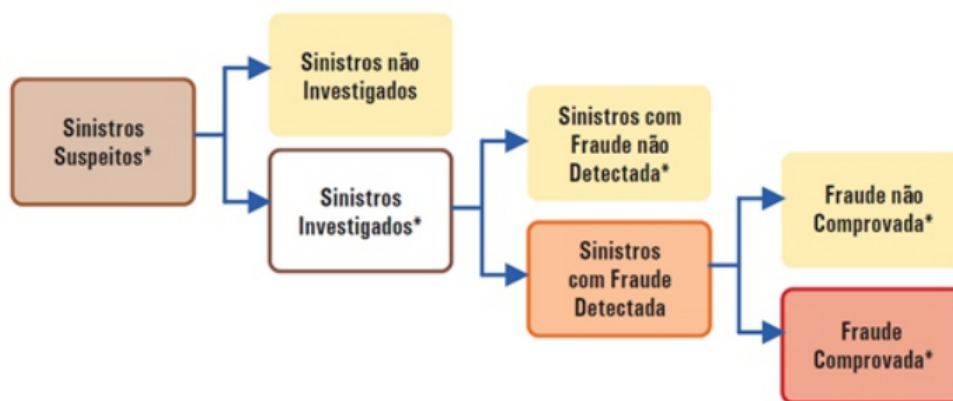 Sinistros
Suspeitos*
Sinistros não
Investigados
Sinistros
Investigados*
Sinistros com
Fraude não
Detectada*
Sinistros
com Fraude
Detectada
Fraude não
Comprovada*
Fraude
Comprovada*